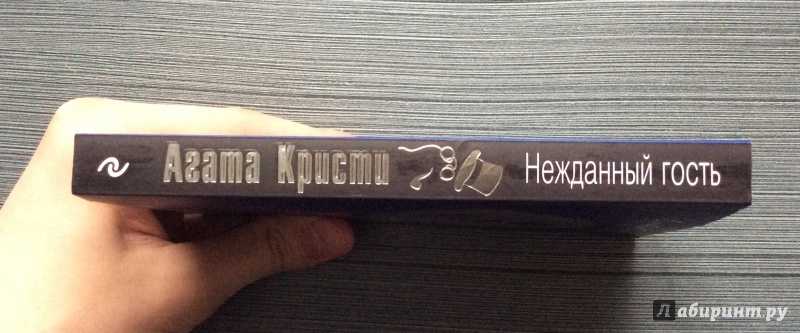 Агата Кристи
Нежданный гость
Лабиринт.ру